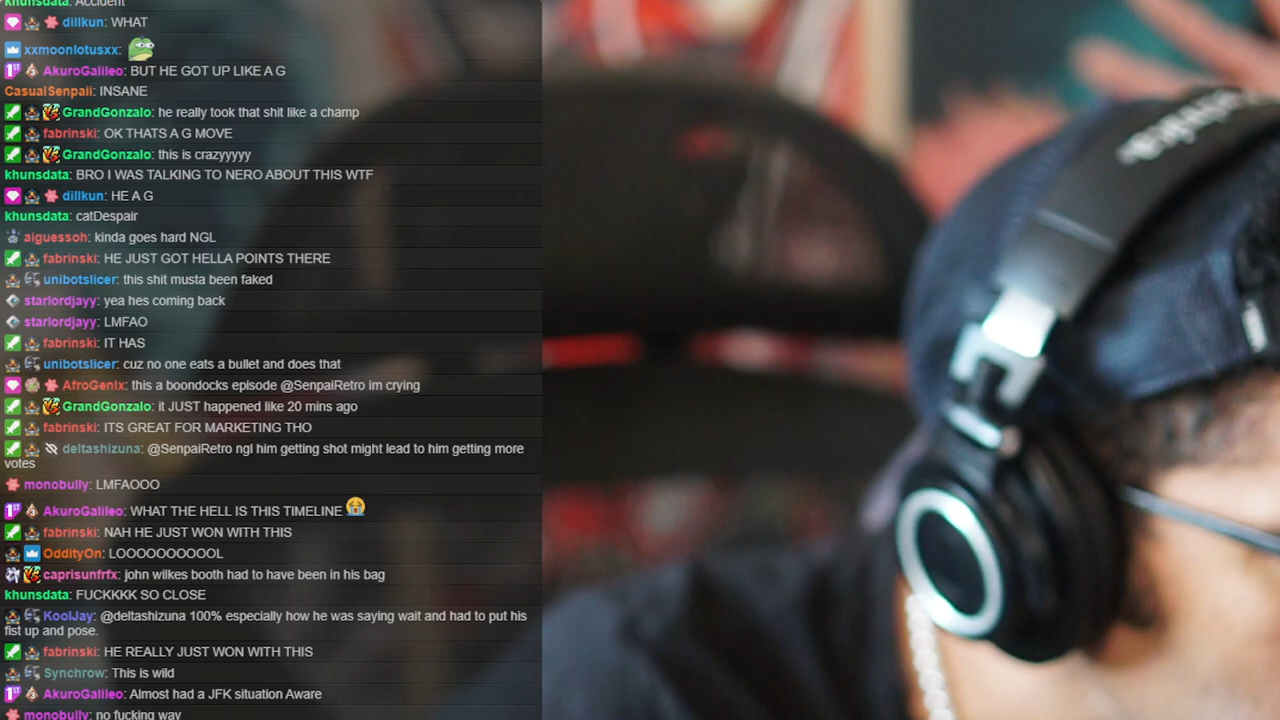 khunsdata: Accident
dillkun: WHAT
xxmoonlotusxx:
AkuroGalileo: BUT HE GOT UP LIKE A G
CasualSenpaii: INSANE
GrandGonzalo: he really took that shit like a champ
fabrinski: OK THATS A G MOVE
GrandGonzalo: this is crazyyyyy
khunsdata: BRO I WAS TALKING TO NERO ABOUT THIS WTF
dillkun: HE A G
khunsdata: catDespair
aiguessoh: kinda goes hard NGL
fabrinski: HE JUST GOT HELLA POINTS THERE
unibotslicer: this shit musta been faked
starlordjayy: yea hes coming back
starlordjayy: LMFAO
fabrinski: IT HAS
unibotslicer: cuz no one eats a bullet and does that
AfroGenIx: this a boondocks episode @SenpaiRetro im crying
GrandGonzalo: it JUST happened like 20 mins ago
fabrinski: ITS GREAT FOR MARKETING THO
deltashizuna: @SenpaiRetro ngl him getting shot might lead to him getting more
votes
monobully: LMFAOOO
1ST AkuroGalileo: WHAT THE HELL IS THIS TIMELINE
fabrinski: NAH HE JUST WON WITH THIS
OddityOn: LOOOOOOOOOOL
caprisunfrfx: john wilkes booth had to have been in his bag
khunsdata: FUCKKKK SO CLOSE
KoolJay: @deltashizuna 100% especially how he was saying wait and had to put his
fist up and pose.
fabrinski: HE REALLY JUST WON WITH THIS
Synchrow: This is wild
1ST AkuroGalileo: Almost had a JFK situation Aware
monobully: no fucking way